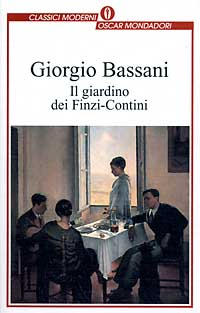 CLASSICI MODERNI OSCAR MONDADORI
Giorgio Bassani
Il giardino
dei Finzi-Contini